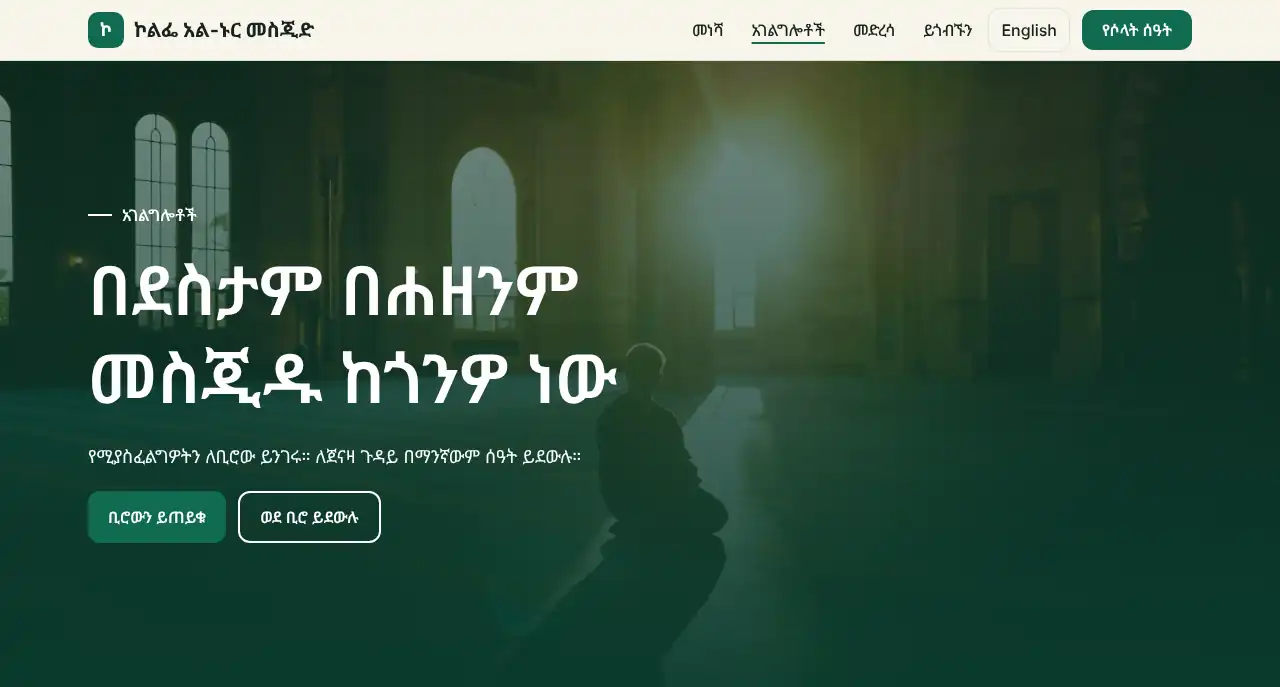 ኮ
ኮልፌ አል-ኑር መስጂድ
መነሻ
አገልግሎቶች
መድረሳ
ይጎብኙን
English
የሶላት ሰዓት
አገልግሎቶች
በደስታም በሐዘንም
መስጂዱ ከጎንዎ ነው
የሚያስፈልግዎትን ለቢሮው ይንገሩ። ለጀናዛ ጉዳይ በማንኛውም ሰዓት ይደውሉ።
ቢሮውን ይጠይቁ
ወደ ቢሮ ይደውሉ